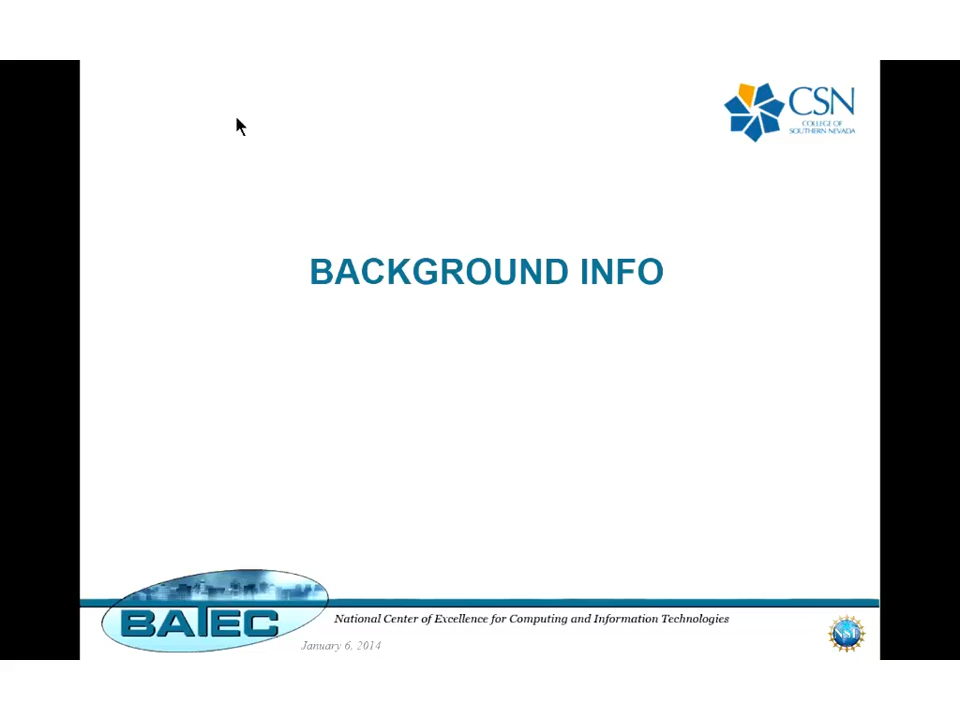 CSN
COLLEGE OF
SOUTHERN NEVADA
BACKGROUND INFO
BATEC
National Center of Excellence for Computing and Information Technologies
NSF
January 6, 2014